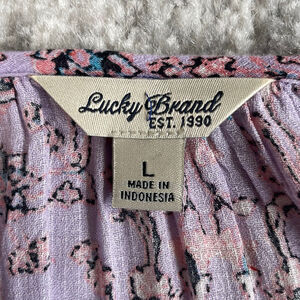 Lucky Brand
EST. 1990
L
MADE IN
INDONESIA